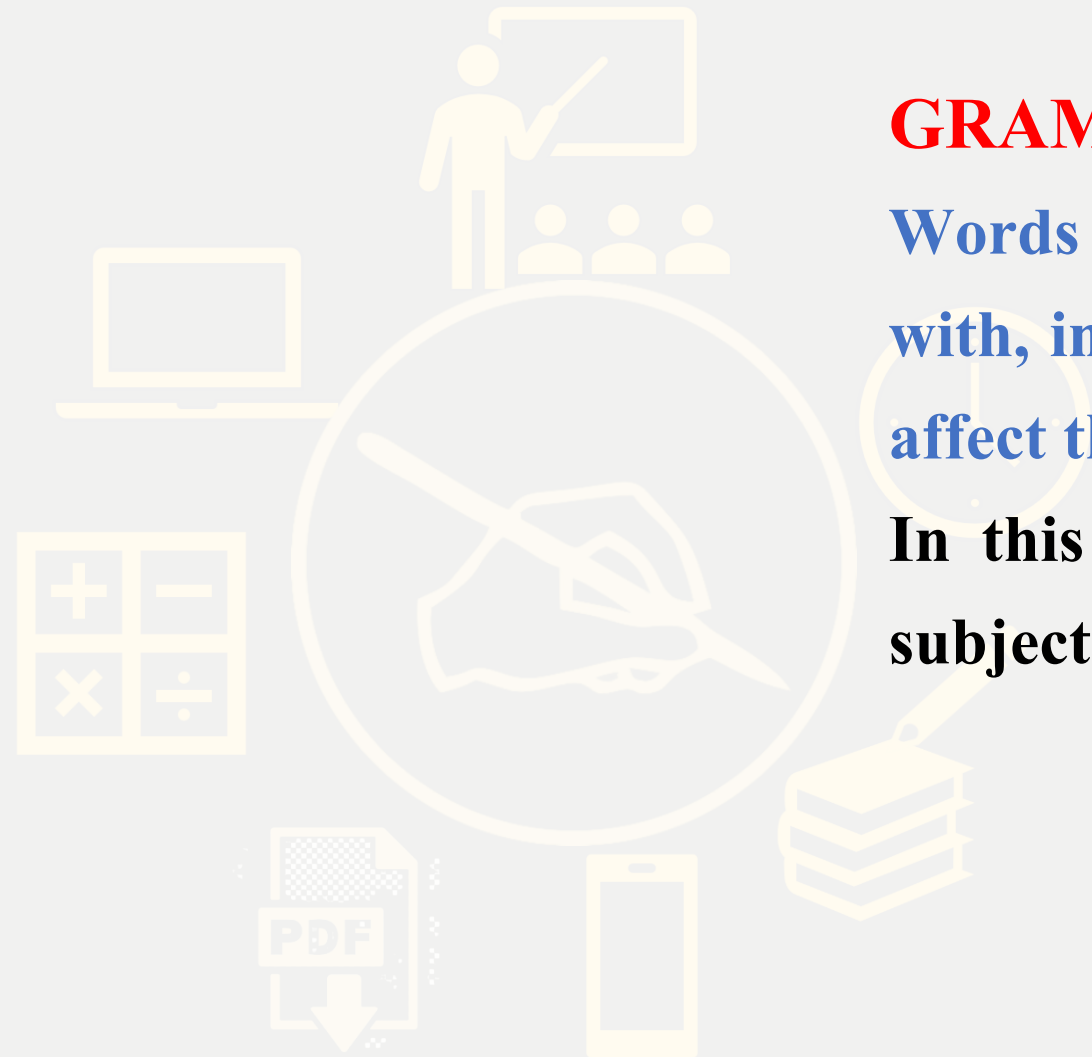 GRAM
Words
with, in
affect th
In this
subject
PDF